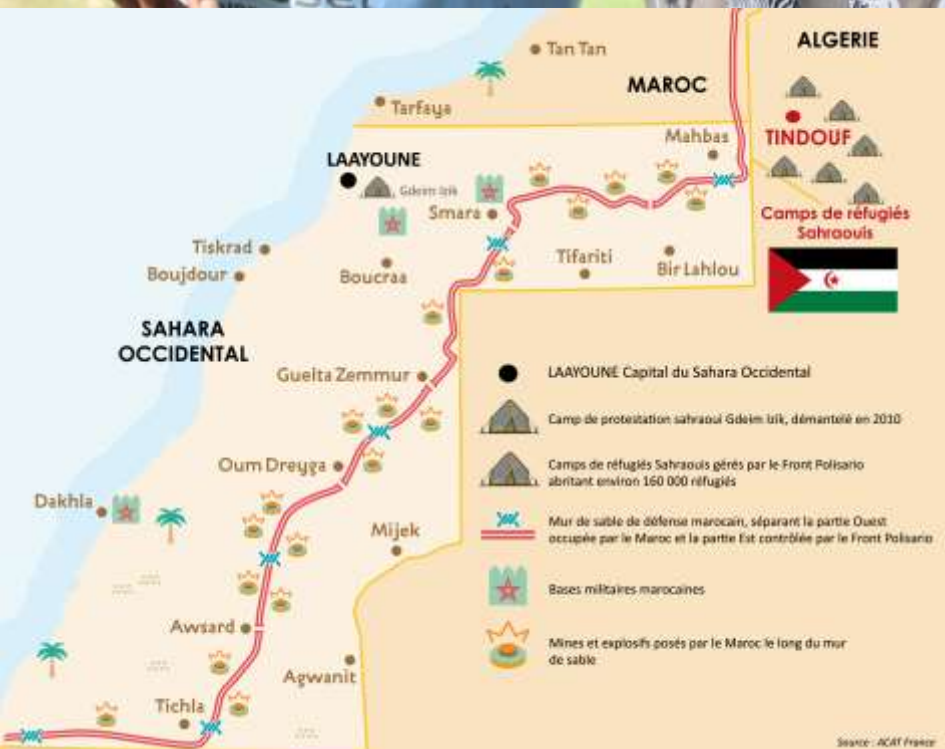 ALGERIE
Tan Tan
MAROC
Tarfaya
Mahbas
TINDOUF
LAAYOUNE
Gdeim Izik
Smara
Camps de réfugiés
Sahraouis
Tiskrad
Boujdour
Boucraa
Tifariti
Bir Lahlou
SAHARA
OCCIDENTAL
Guelta Zemmur
LAAYOUNE Capital du Sahara Occidental
Camp de protestation sahraoui Gdeim Izik, démantelé en 2010
Oum Dreyga
Camps de réfugiés Sahraouis gérés par le Front Polisario
abritant environ 160 000 réfugiés
Dakhla
Mijek
Mur de sable de défense marocain, séparant la partie Ouest
occupée par le Maroc et la partie Est contrôlée par le Front Polisario
Bases militaires marocaines
Awsard
Mines et explosifs posés par le Maroc le long du mur
de sable
Agwanit
Tichla
Source : ACAT France